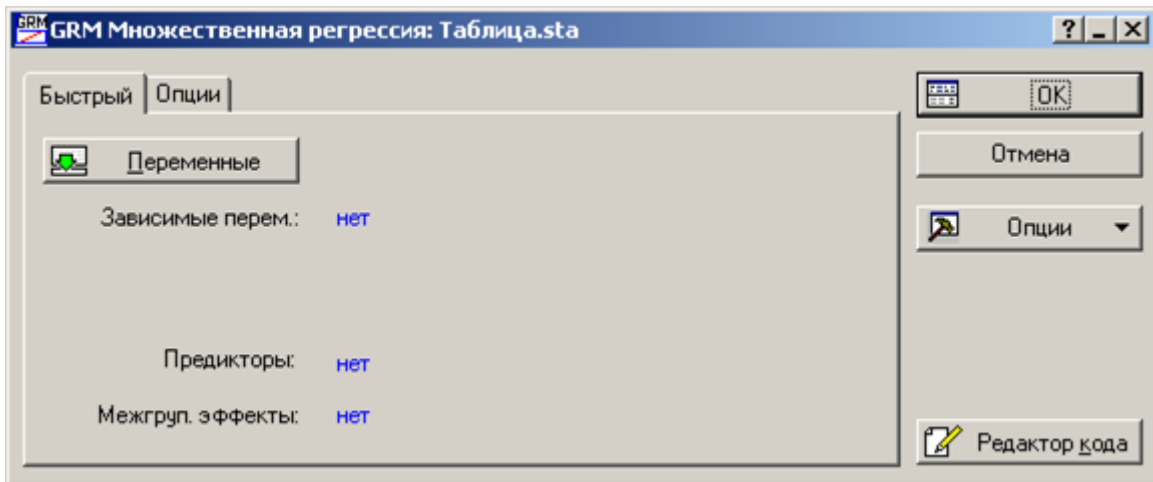 GRM Множественная регрессия: Таблица.sta
Быстрый Опции
OK
Переменные
Отмена
Зависимые перем.: нет
Опции
Предикторы: нет
Межгруп. эффекты: нет
Редактор кода